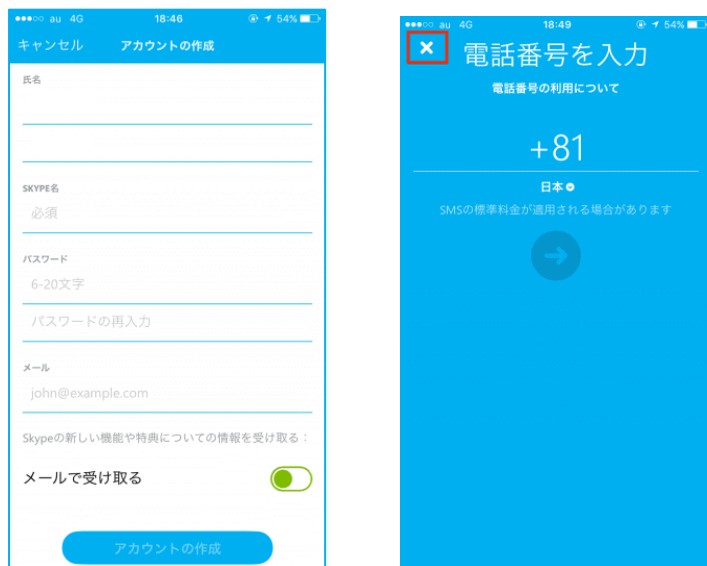 au 4G 18:46 54%
キャンセル アカウントの作成
氏名
SKYPE名
必須
パスワード
6-20文字
パスワードの再入力
メール
john@example.com
Skypeの新しい機能や特典についての情報を受け取る：
メールで受け取る
アカウントの作成
au 4G 18:49 54%
× 電話番号を入力
電話番号の利用について
+81
日本
SMSの標準料金が適用される場合があります